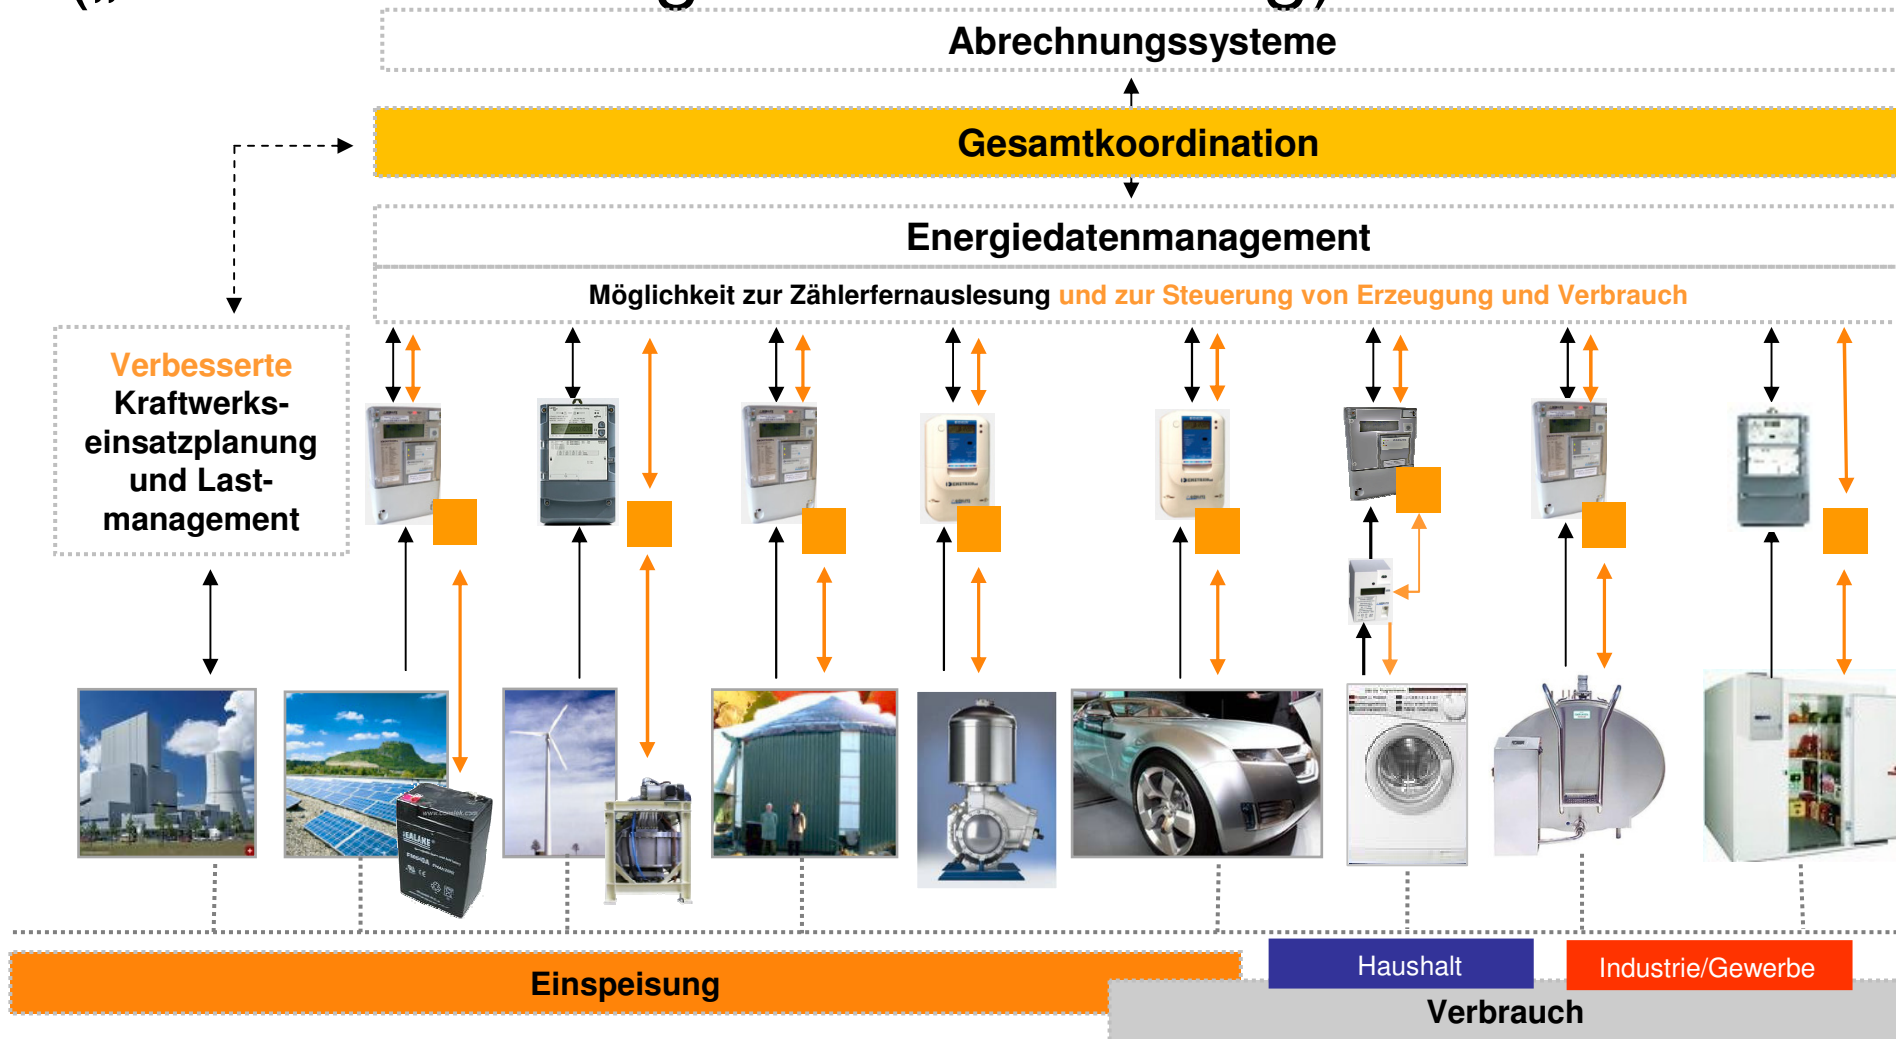 Abrechnungssysteme
Gesamtkoordination
Energiedatenmanagement
Möglichkeit zur Zählerfernauslesung und zur Steuerung von Erzeugung und Verbrauch
Verbesserte
Kraftwerks-
einsatzplanung
und Last-
management
Einspeisung
Haushalt
Industrie/Gewerbe
Verbrauch